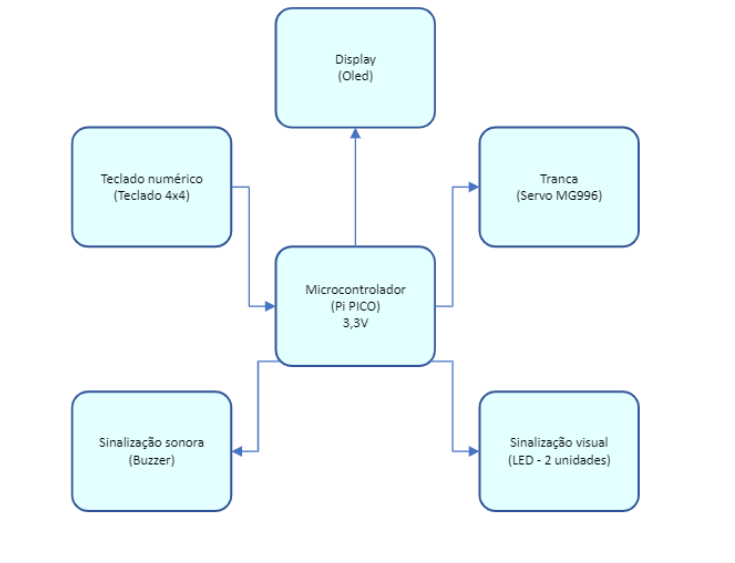 Display
(Oled)
Teclado numérico
(Teclado 4x4)
Tranca
(Servo MG996)
Microcontrolador
(Pi PICO)
3,3V
Sinalização sonora
(Buzzer)
Sinalização visual
(LED - 2 unidades)